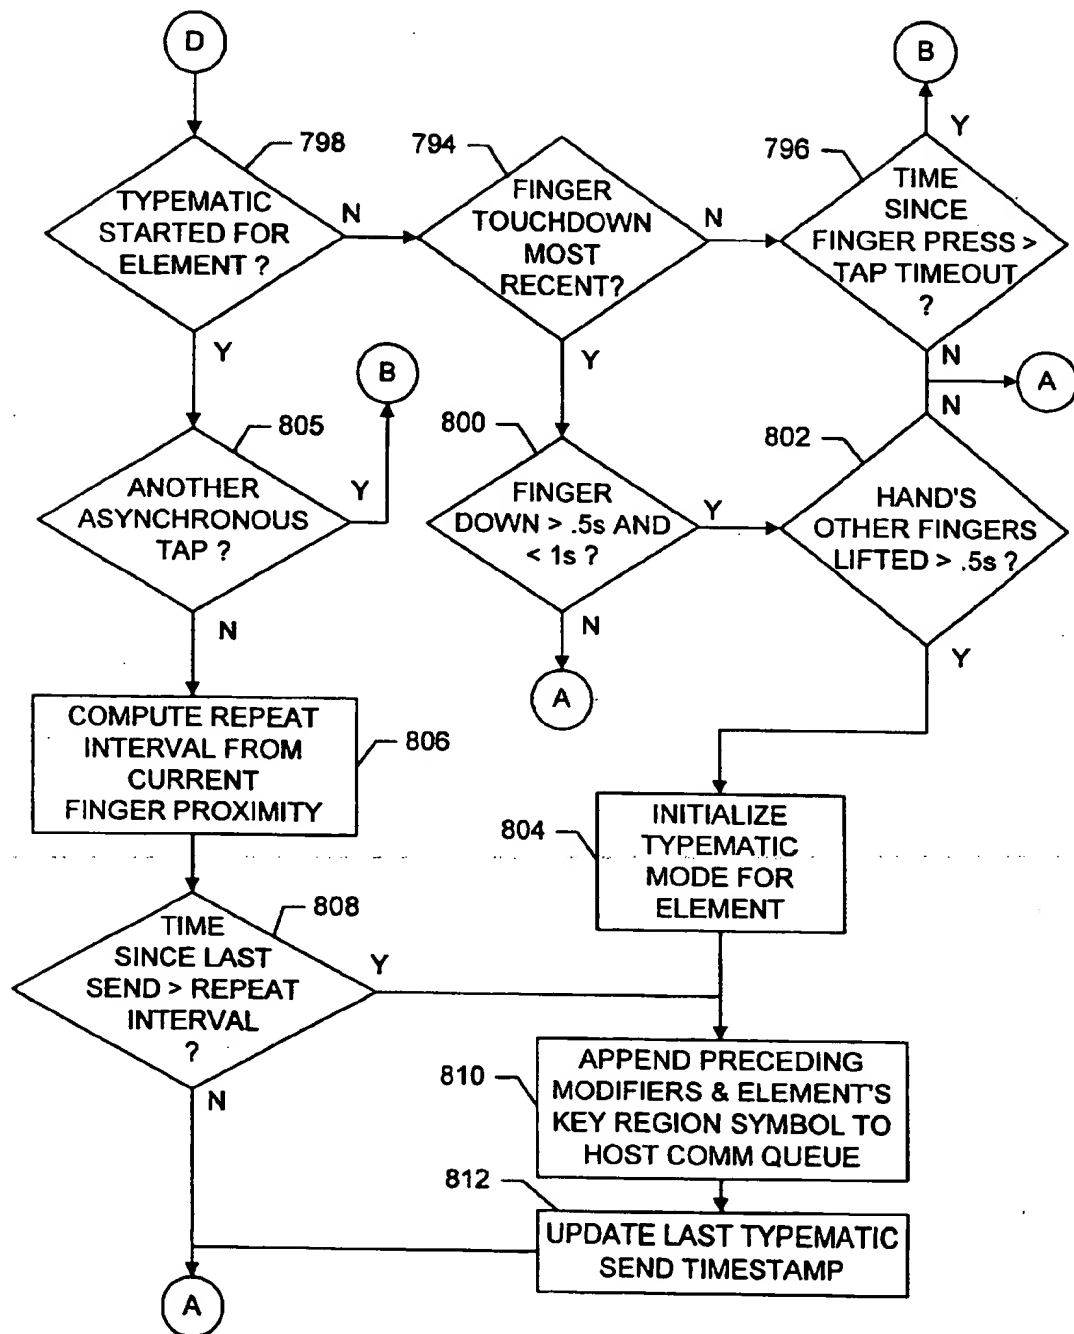 D
B
798
794
796
Y
TYPEMATIC
STARTED FOR
ELEMENT ?
N
FINGER
TOUCHDOWN
MOST
RECENT?
N
TIME
SINCE
FINGER PRESS >
TAP TIMEOUT
?
Y
B
Y
N
A
805
800
802
N
ANOTHER
ASYNCHRONOUS
TAP ?
Y
FINGER
DOWN > .5s AND
< 1s ?
Y
HAND'S
OTHER FINGERS
LIFTED > .5s ?
N
N
Y
A
COMPUTE REPEAT
INTERVAL FROM
CURRENT
FINGER PROXIMITY
806
804
INITIALIZE
TYPEMATIC
MODE FOR
ELEMENT
808
TIME
SINCE LAST
SEND > REPEAT
INTERVAL
?
Y
N
810
APPEND PRECEDING
MODIFIERS & ELEMENT'S
KEY REGION SYMBOL TO
HOST COMM QUEUE
812
UPDATE LAST TYPEMATIC
SEND TIMESTAMP
A